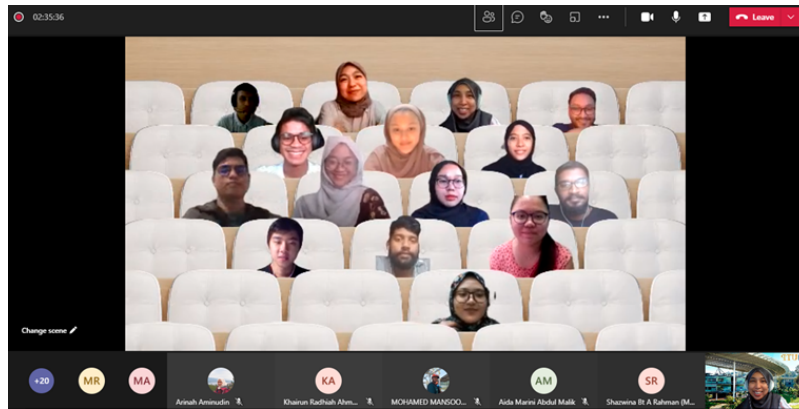 02:35:36
Leave
Change scene
+20
MR
MA
KA
AM
SR
Arinah Aminudin
Khairun Radhiah Ahm...
MOHAMED MANSOO...
Aida Marini Abdul Malik
Shazwina Bt A Rahman (M...